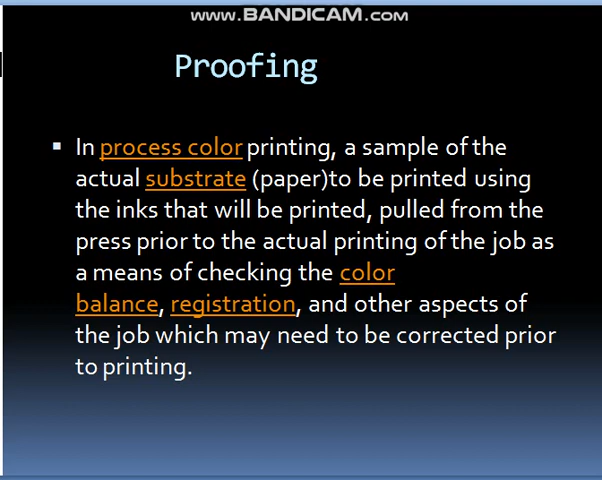 www.BANDICAM.com
Proofing
▪ In process color printing, a sample of the
actual substrate (paper)to be printed using
the inks that will be printed, pulled from the
press prior to the actual printing of the job as
a means of checking the color
balance, registration, and other aspects of
the job which may need to be corrected prior
to printing.